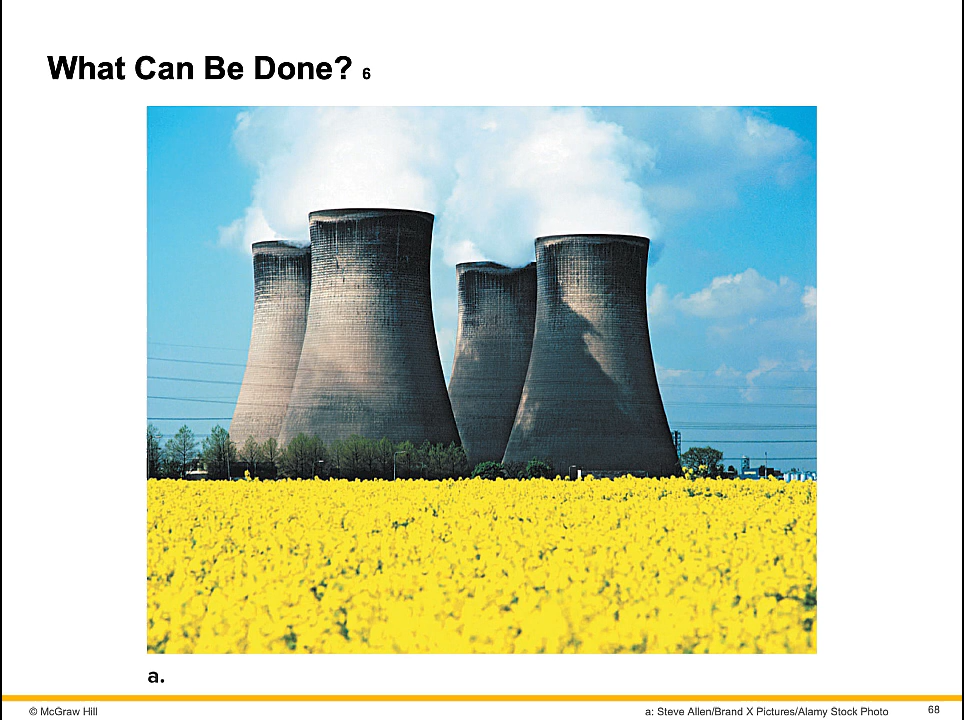 What Can Be Done? 6
a.
© McGraw Hill
a: Steve Allen/Brand X Pictures/Alamy Stock Photo
68